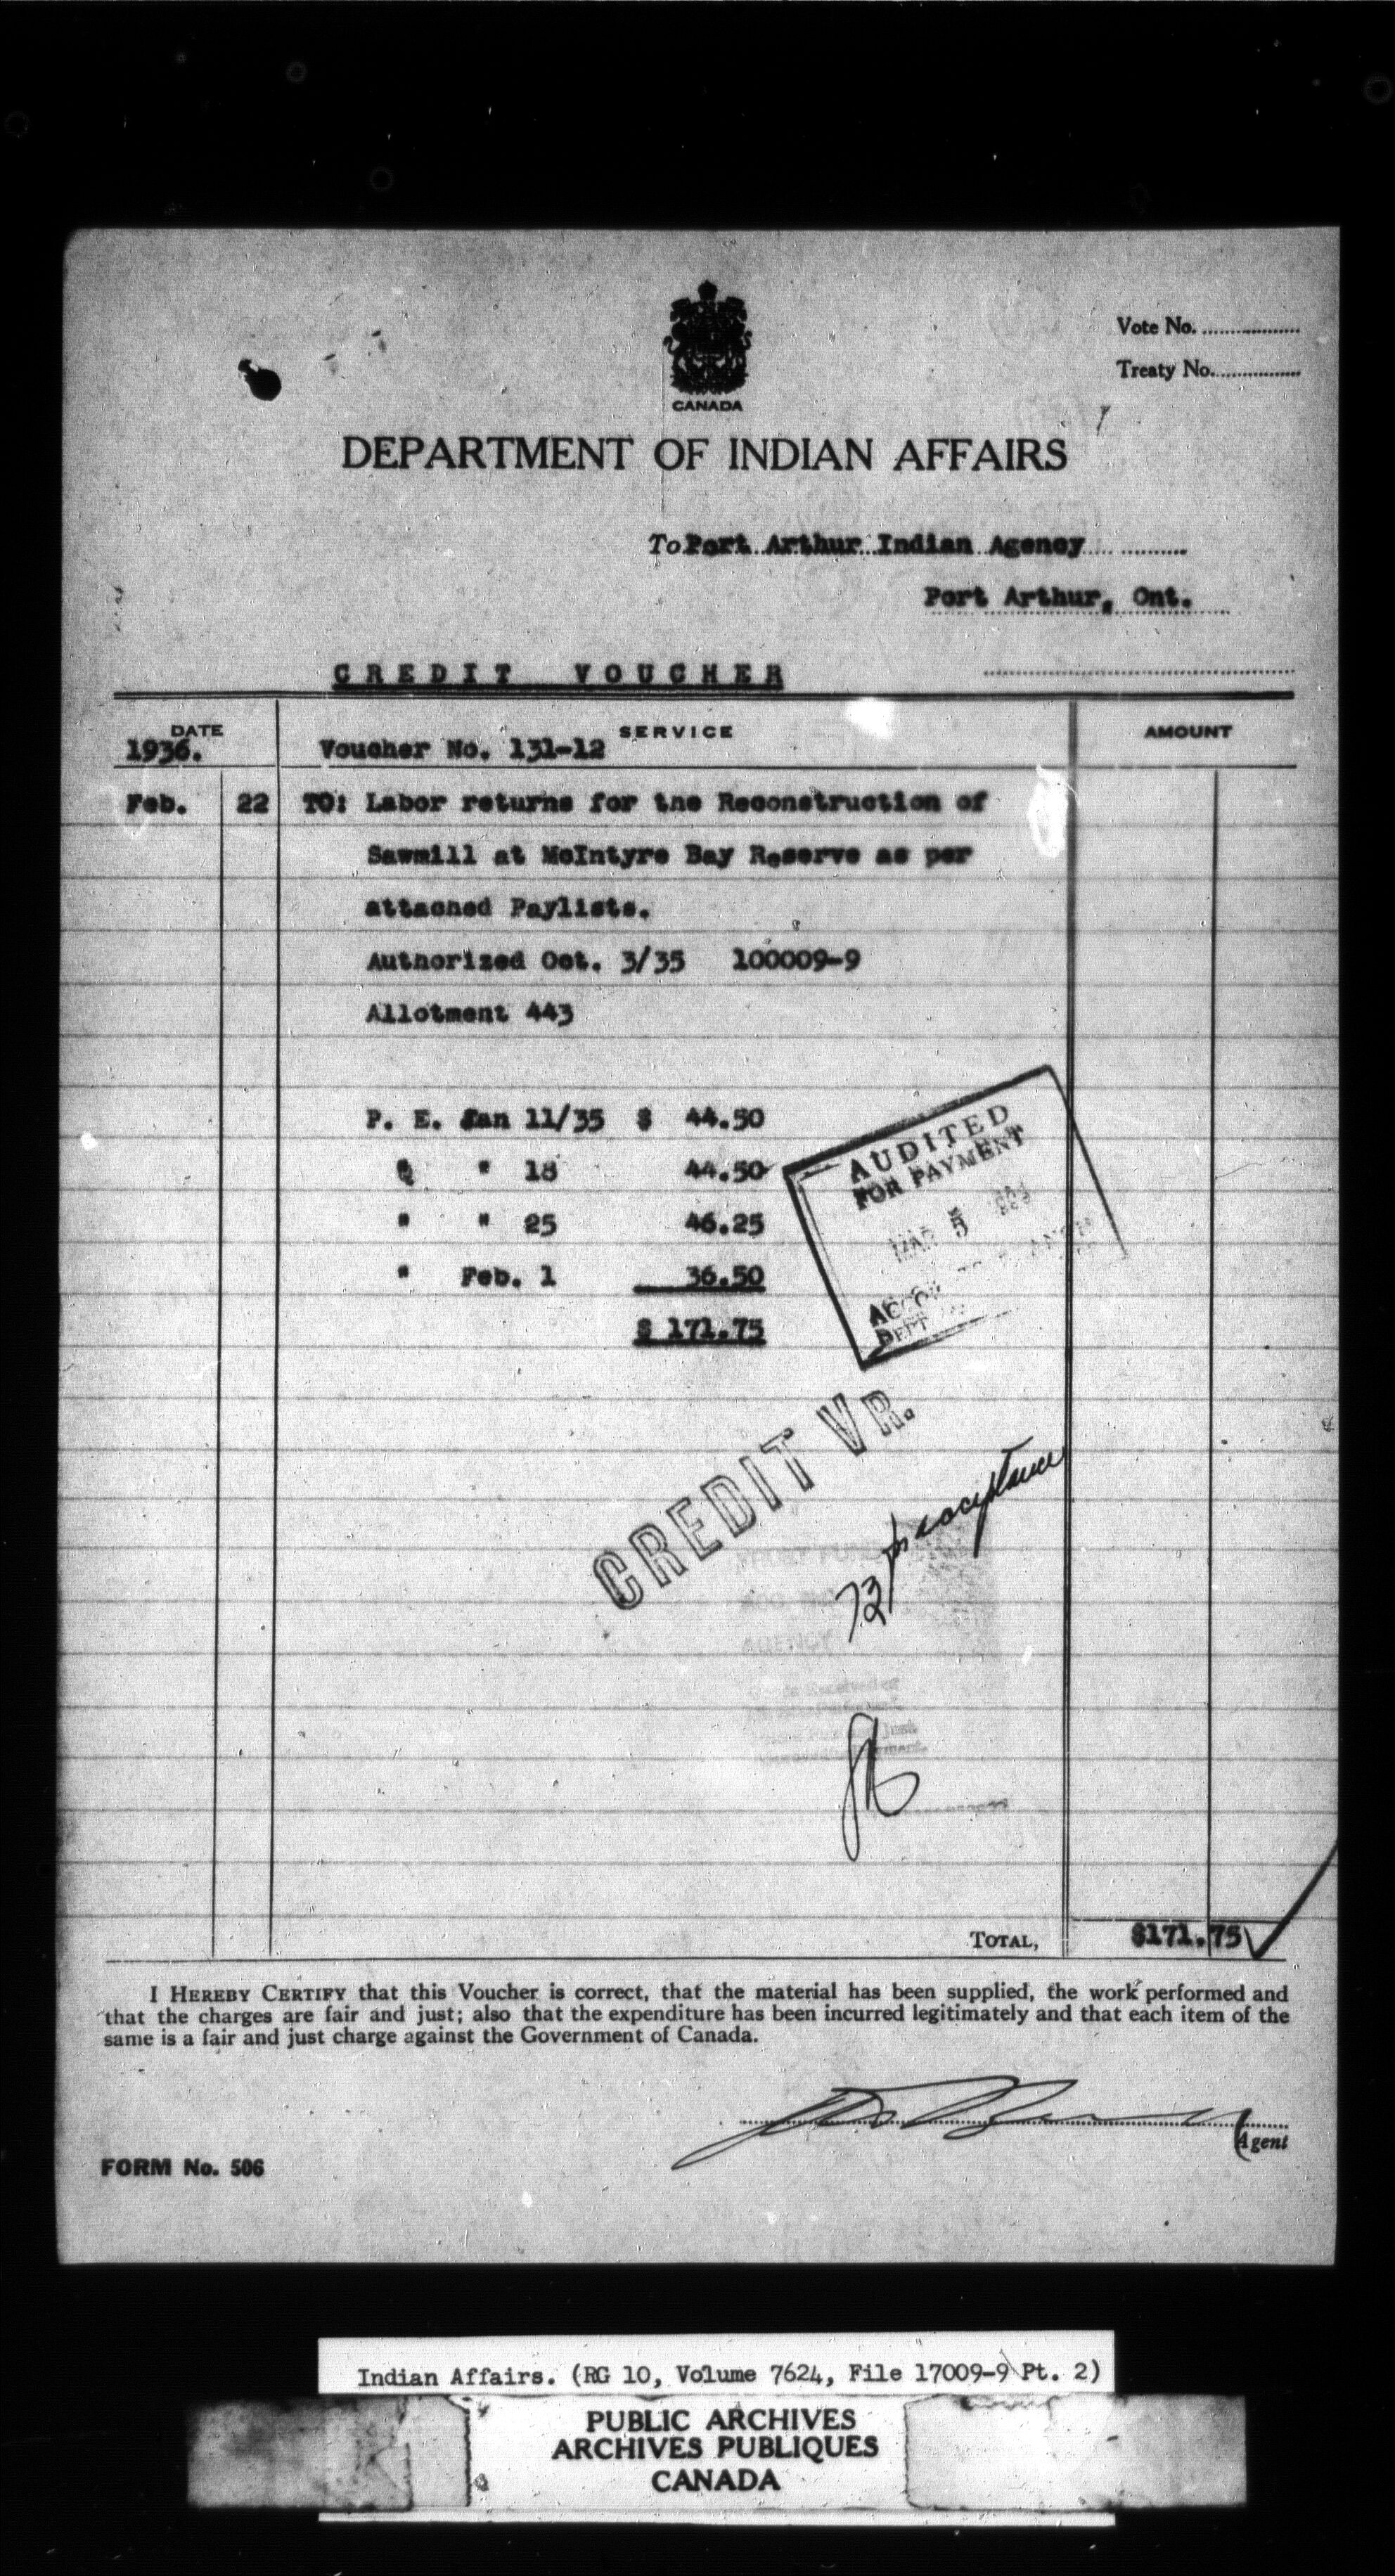 Vote No.
Treaty No.
CANADA
DEPARTMENT OF INDIAN AFFAIRS
To Port Arthur Indian Agency
Port Arthur, Ont.
CREDIT VOUCHER
DATE SERVICE AMOUNT
1936. Voucher No. 131-12
Feb. 22 TO: Labor returns for the Reconstruction of
Sawmill at McIntyre Bay Reserve as per
attached Paylists.
Authorized Oct. 3/35 100009-9
Allotment 443
P. E. Jan 11/35 $ 44.50
" " 18 44.50
" " 25 46.25
" Feb. 1 36.50
$ 171.75
AUDITED
FOR PAYMENT
MAR 5
DEPT
CREDIT VR.
TRUST FUND
AGENCY
Just
TOTAL, $171.75
I HEREBY CERTIFY that this Voucher is correct, that the material has been supplied, the work performed and
that the charges are fair and just; also that the expenditure has been incurred legitimately and that each item of the
same is a fair and just charge against the Government of Canada.
Agent
FORM No. 506
Indian Affairs. (RG 10, Volume 7624, File 17009-9 Pt. 2)
PUBLIC ARCHIVES
ARCHIVES PUBLIQUES
CANADA